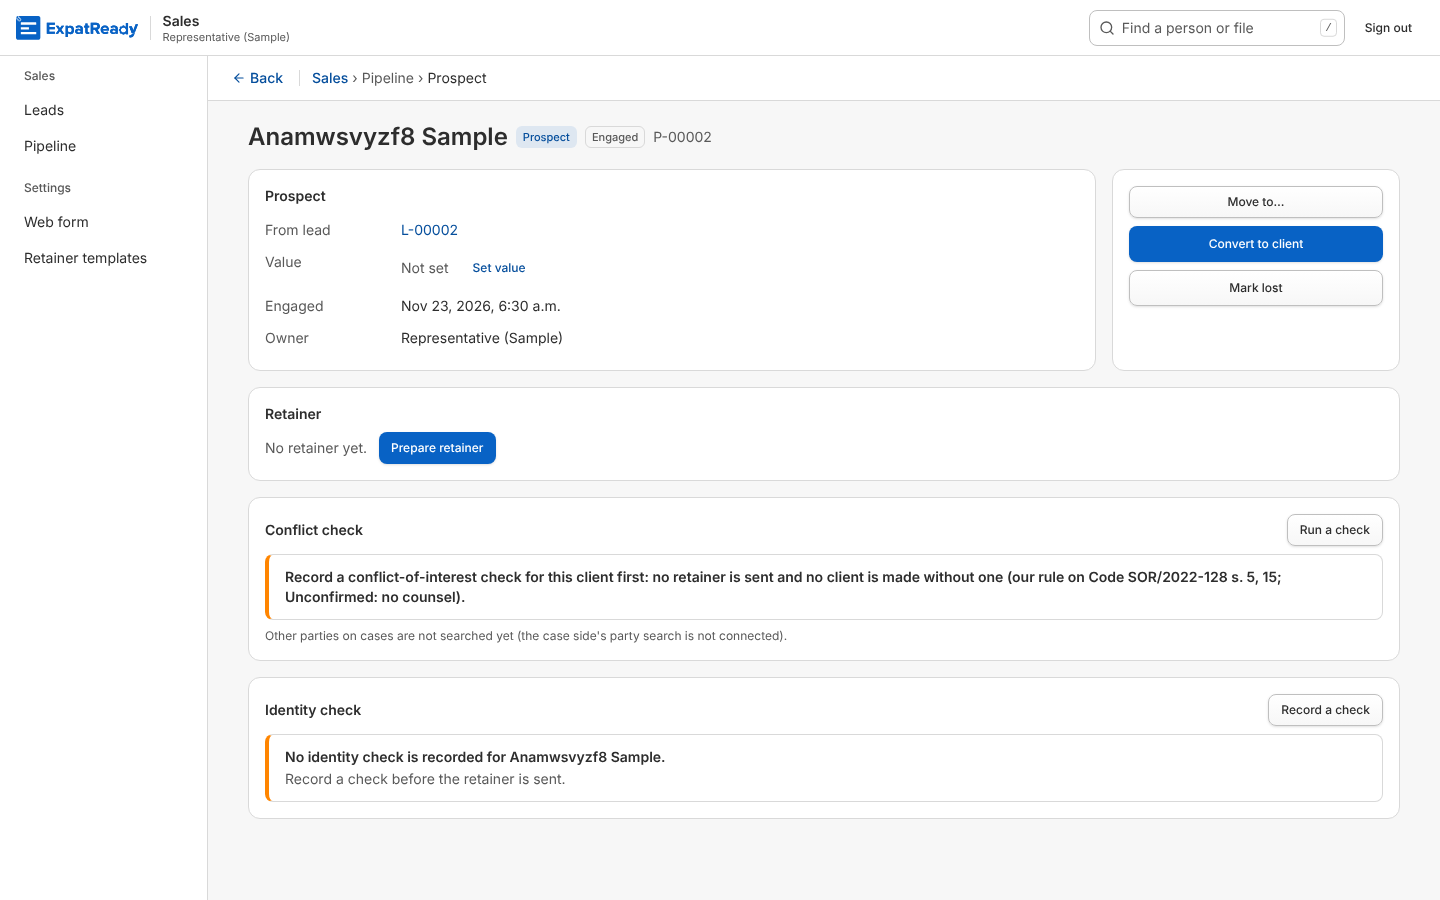 ExpatReady
Sales
Representative (Sample)
Find a person or file
/
Sign out
Sales
Leads
Pipeline
Settings
Web form
Retainer templates
← Back
Sales › Pipeline › Prospect
Anamwsvyzf8 Sample Prospect Engaged P-00002
Prospect
From lead L-00002
Value Not set Set value
Engaged Nov 23, 2026, 6:30 a.m.
Owner Representative (Sample)
Move to...
Convert to client
Mark lost
Retainer
No retainer yet. Prepare retainer
Conflict check
Run a check
Record a conflict-of-interest check for this client first: no retainer is sent and no client is made without one (our rule on Code SOR/2022-128 s. 5, 15;
Unconfirmed: no counsel).
Other parties on cases are not searched yet (the case side's party search is not connected).
Identity check
Record a check
No identity check is recorded for Anamwsvyzf8 Sample.
Record a check before the retainer is sent.